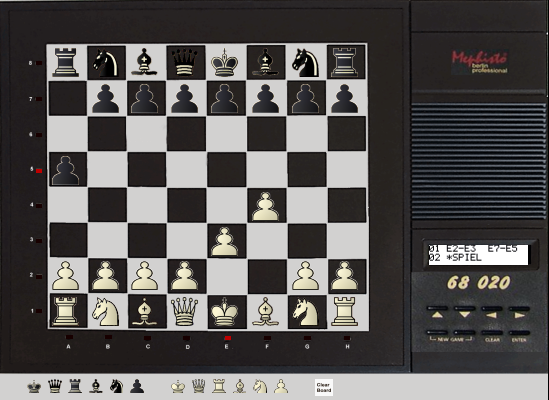 Mephisto
berlin
professional
8
7
6
5
4
3
2
1
A B C D E F G H
01 E2-E3 E7-E5
02 *SPIEL
68 020
NEW GAME CLEAR ENTER
Clear
Board